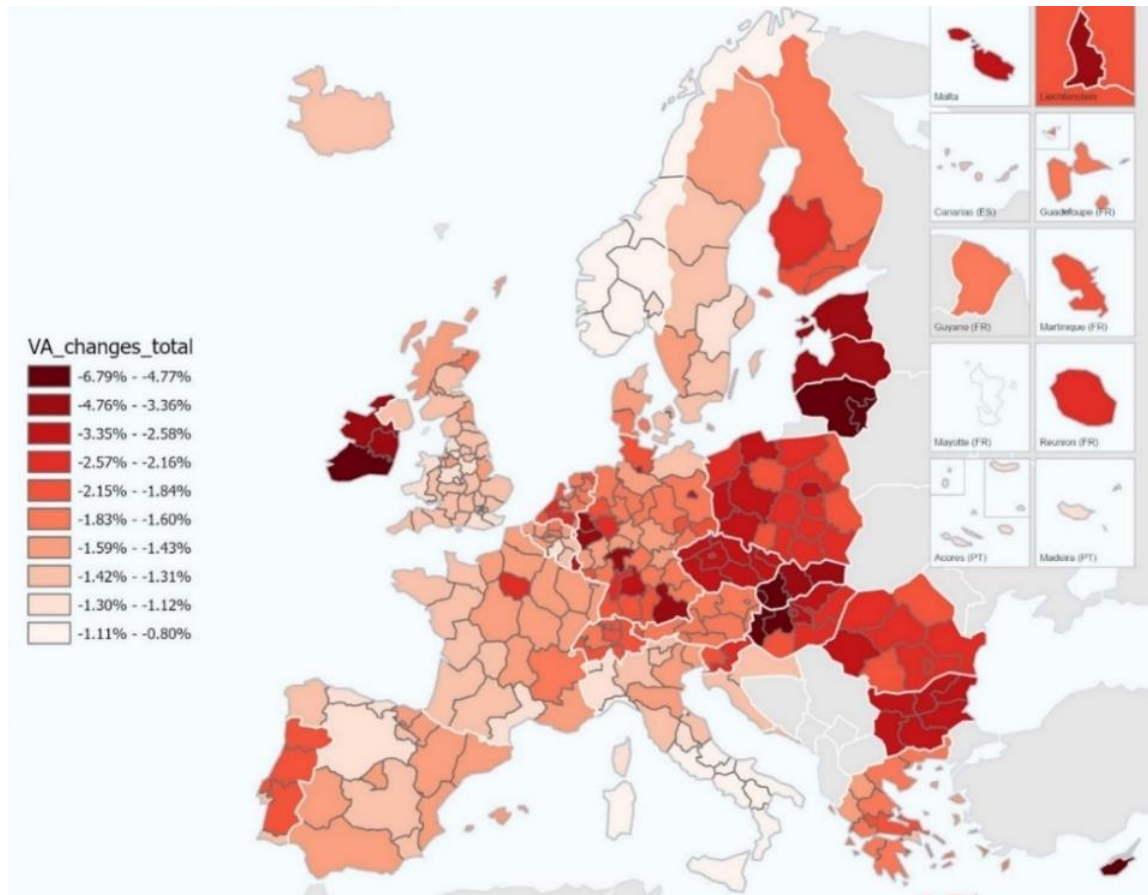 VA_changes_total
-6.79% - -4.77%
-4.76% - -3.36%
-3.35% - -2.58%
-2.57% - -2.16%
-2.15% - -1.84%
-1.83% - -1.60%
-1.59% - -1.43%
-1.42% - -1.31%
-1.30% - -1.12%
-1.11% - -0.80%
Malta
Liechtenstein
Canarias (ES)
Guadeloupe (FR)
Guyane (FR)
Martinique (FR)
Mayotte (FR)
Reunion (FR)
Acores (PT)
Madeira (PT)